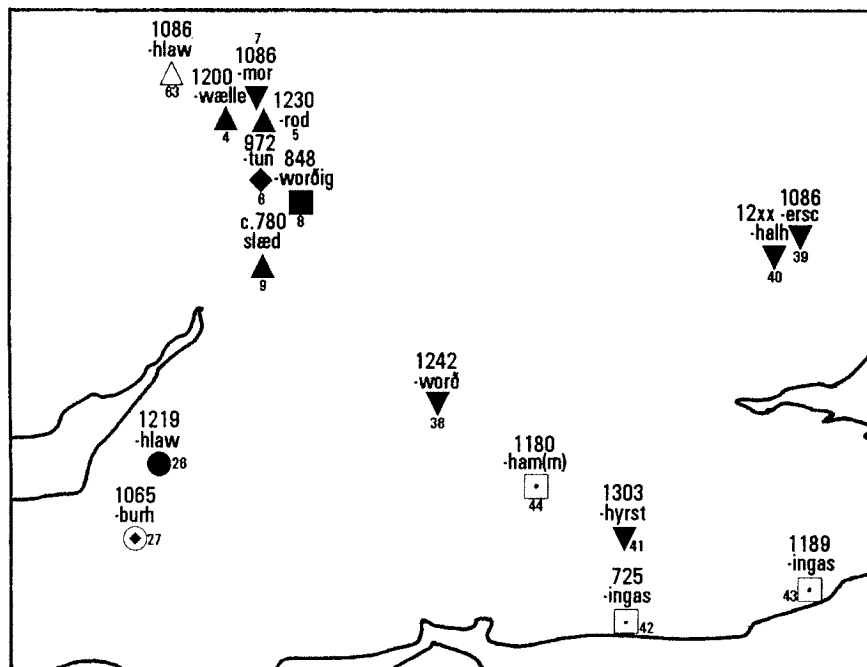 1086
-hlaw
63
7
1086
-mor
1200
-wælle
4
1230
-rod
5
972
-tun
6
848
-worðig
8
c.780
slæd
9
1086
-ersc
39
12xx
-halh
40
1242
-worð
38
1219
-hlaw
26
1065
-burh
27
1180
-ham(m)
44
1303
-hyrst
41
725
-ingas
42
1189
-ingas
43